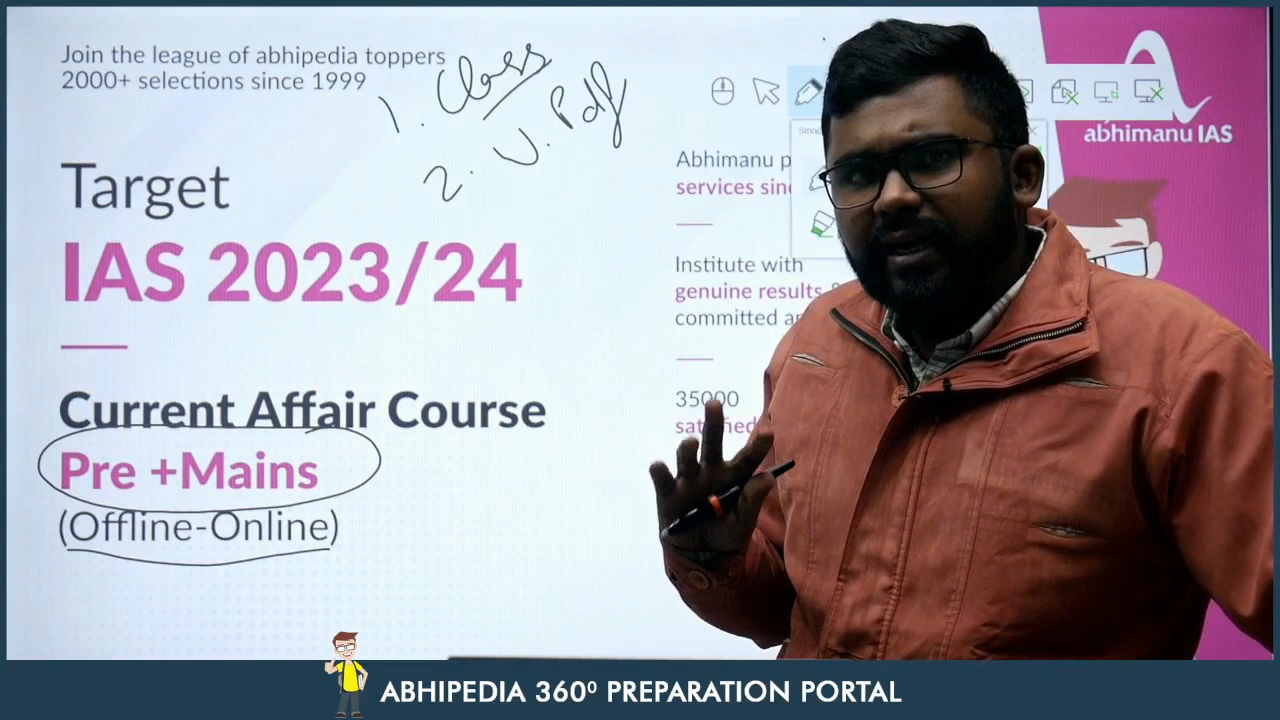 Join the league of abhipedia toppers
2000+ selections since 1999
1. Class
2. V. Pdf
Target
IAS 2023/24
Current Affair Course
Pre +Mains
(Offline-Online)
Abhimanu
services
Institute with
genuine results
committed
35000
abhimanu IAS
ABHIPEDIA 360⁰ PREPARATION PORTAL